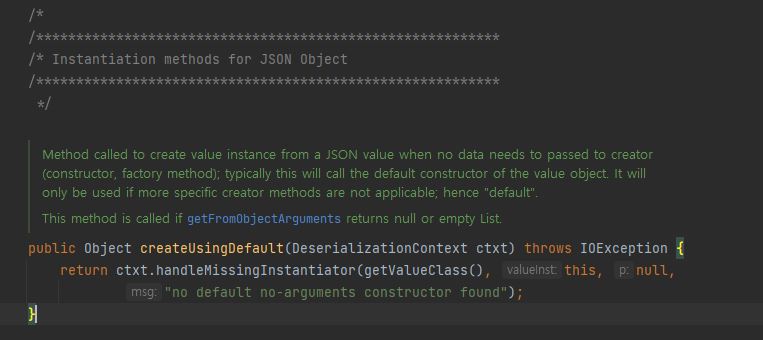 /*
/**********************************************************
/* Instantiation methods for JSON Object
/**********************************************************
*/
Method called to create value instance from a JSON value when no data needs to passed to creator
(constructor, factory method); typically this will call the default constructor of the value object. It will
only be used if more specific creator methods are not applicable; hence "default".
This method is called if getFromObjectArguments returns null or empty List.
public Object createUsingDefault(DeserializationContext ctxt) throws IOException {
return ctxt.handleMissingInstantiator(getValueClass(), valueInst: this, p: null,
msg: "no default no-arguments constructor found");
}